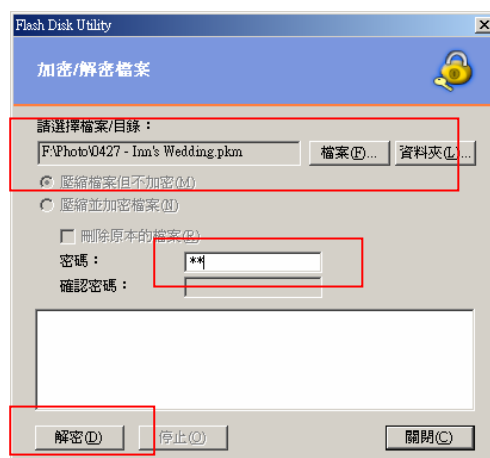 Flash Disk Utility
加密/解密檔案
請選擇檔案/目錄：
F:\Photo\0427 - Inn's Wedding.pkm 檔案(F)... 資料夾(L)...
壓縮檔案但不加密(M)
壓縮並加密檔案(N)
刪除原本的檔案(R)
密碼： **
確認密碼：
解密(D) 停止(O) 關閉(C)